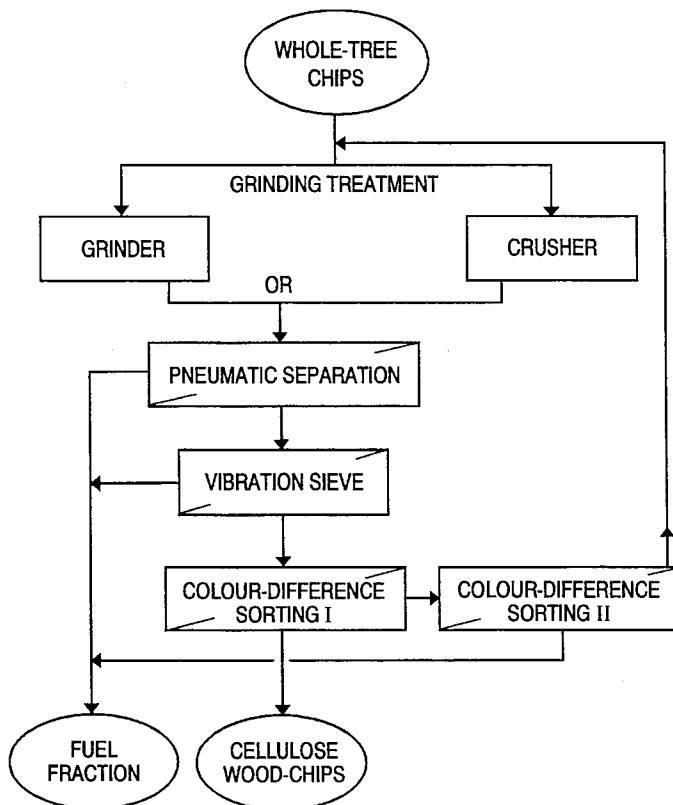 WHOLE-TREE
CHIPS
GRINDING TREATMENT
GRINDER
CRUSHER
OR
PNEUMATIC SEPARATION
VIBRATION SIEVE
COLOUR-DIFFERENCE
SORTING I
COLOUR-DIFFERENCE
SORTING II
FUEL
FRACTION
CELLULOSE
WOOD-CHIPS